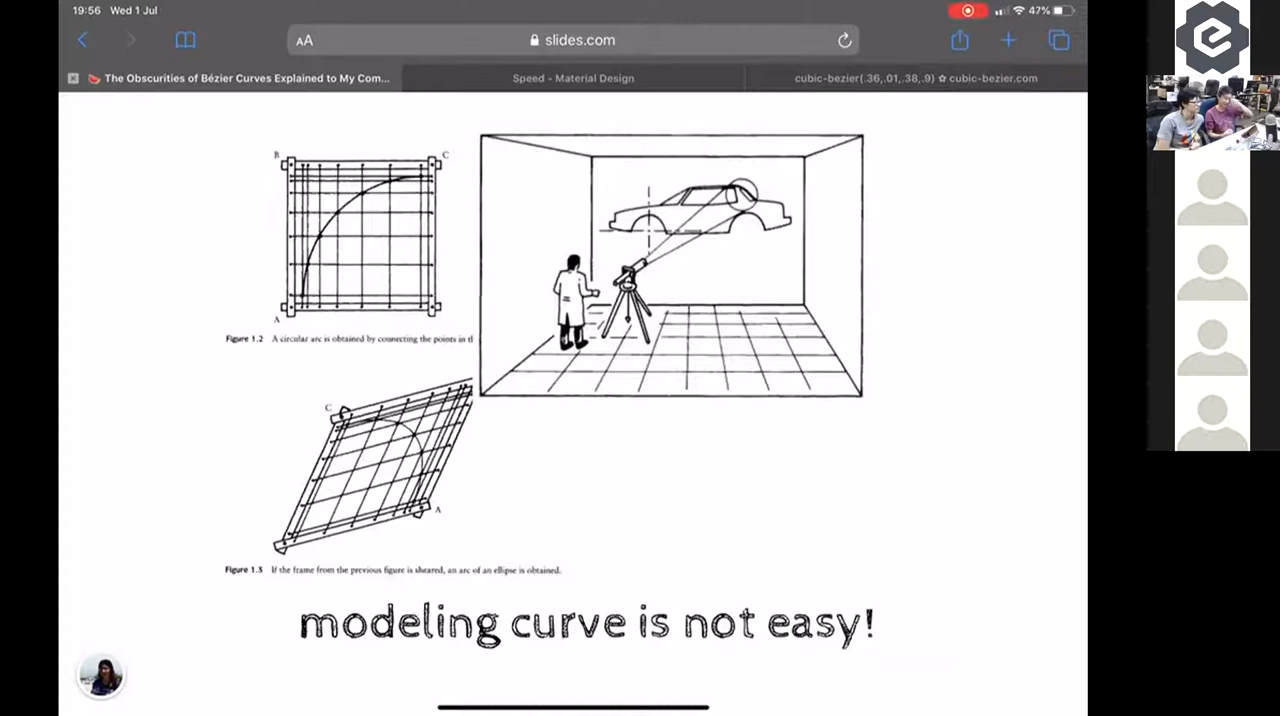 19:56 Wed 1 Jul
47%
AA
slides.com
The Obscurities of Bézier Curves Explained to My Com...
Speed - Material Design
cubic-bezier(.36,.01,.38,.9) ✿ cubic-bezier.com
B
C
A
Figure 1.2 A circular arc is obtained by connecting the points in tl
C
A
Figure 1.3 If the frame from the previous figure is sheared, an arc of an ellipse is obtained.
modeling curve is not easy!